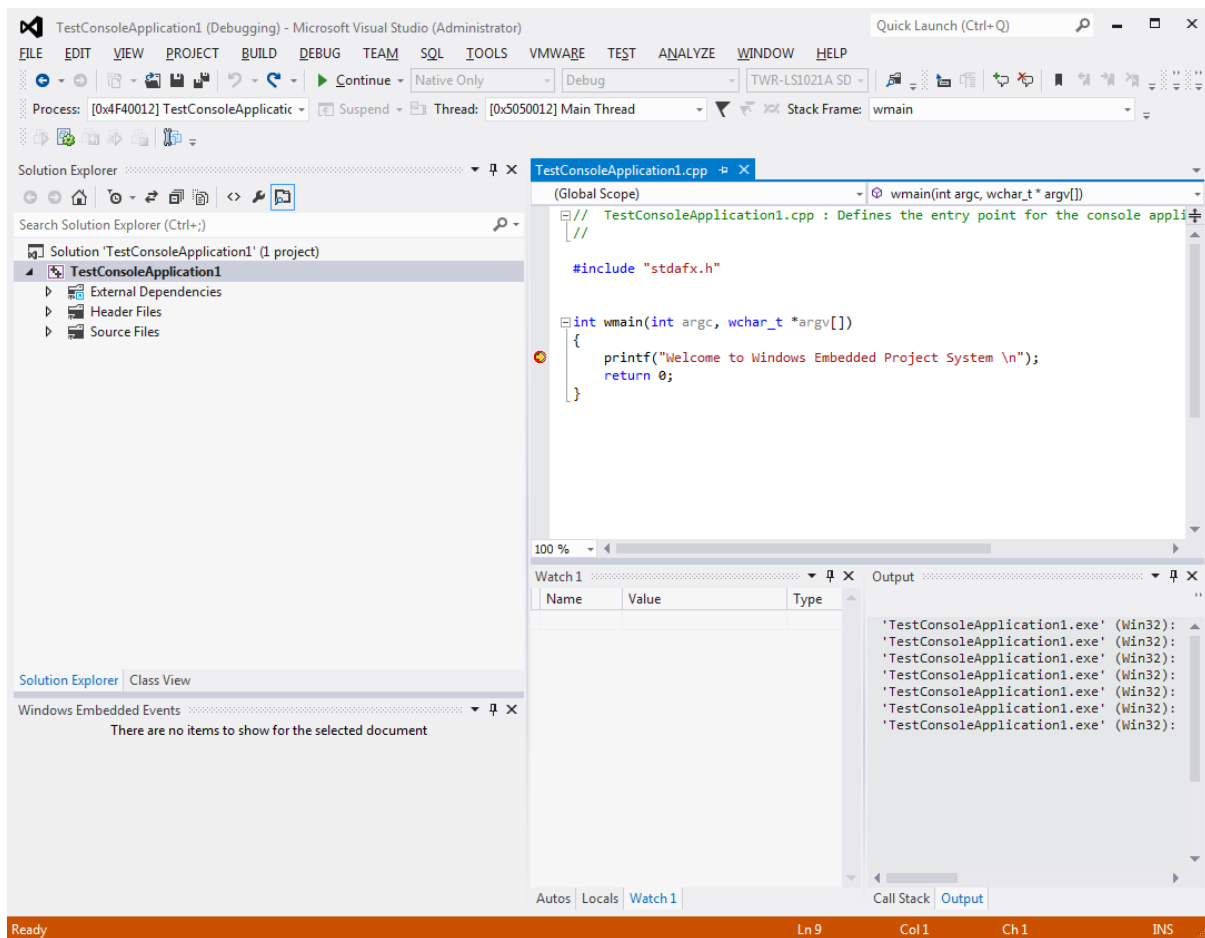 TestConsoleApplication1 (Debugging) - Microsoft Visual Studio (Administrator)
Quick Launch (Ctrl+Q)
FILE EDIT VIEW PROJECT BUILD DEBUG TEAM SQL TOOLS VMWARE TEST ANALYZE WINDOW HELP
Continue Native Only Debug TWR-LS1021A SD
Process: [0x4F40012] TestConsoleApplicatic Suspend Thread: [0x5050012] Main Thread Stack Frame: wmain
Solution Explorer
Search Solution Explorer (Ctrl+;)
Solution 'TestConsoleApplication1' (1 project)
TestConsoleApplication1
External Dependencies
Header Files
Source Files
Solution Explorer Class View
Windows Embedded Events
There are no items to show for the selected document
TestConsoleApplication1.cpp
(Global Scope) wmain(int argc, wchar_t * argv[])
// TestConsoleApplication1.cpp : Defines the entry point for the console appli
//
#include "stdafx.h"
int wmain(int argc, wchar_t *argv[])
{
printf("Welcome to Windows Embedded Project System \n");
return 0;
}
100 %
Watch 1
Name Value Type
Autos Locals Watch 1
Output
'TestConsoleApplication1.exe' (Win32):
'TestConsoleApplication1.exe' (Win32):
'TestConsoleApplication1.exe' (Win32):
'TestConsoleApplication1.exe' (Win32):
'TestConsoleApplication1.exe' (Win32):
'TestConsoleApplication1.exe' (Win32):
'TestConsoleApplication1.exe' (Win32):
Call Stack Output
Ready Ln 9 Col 1 Ch 1 INS